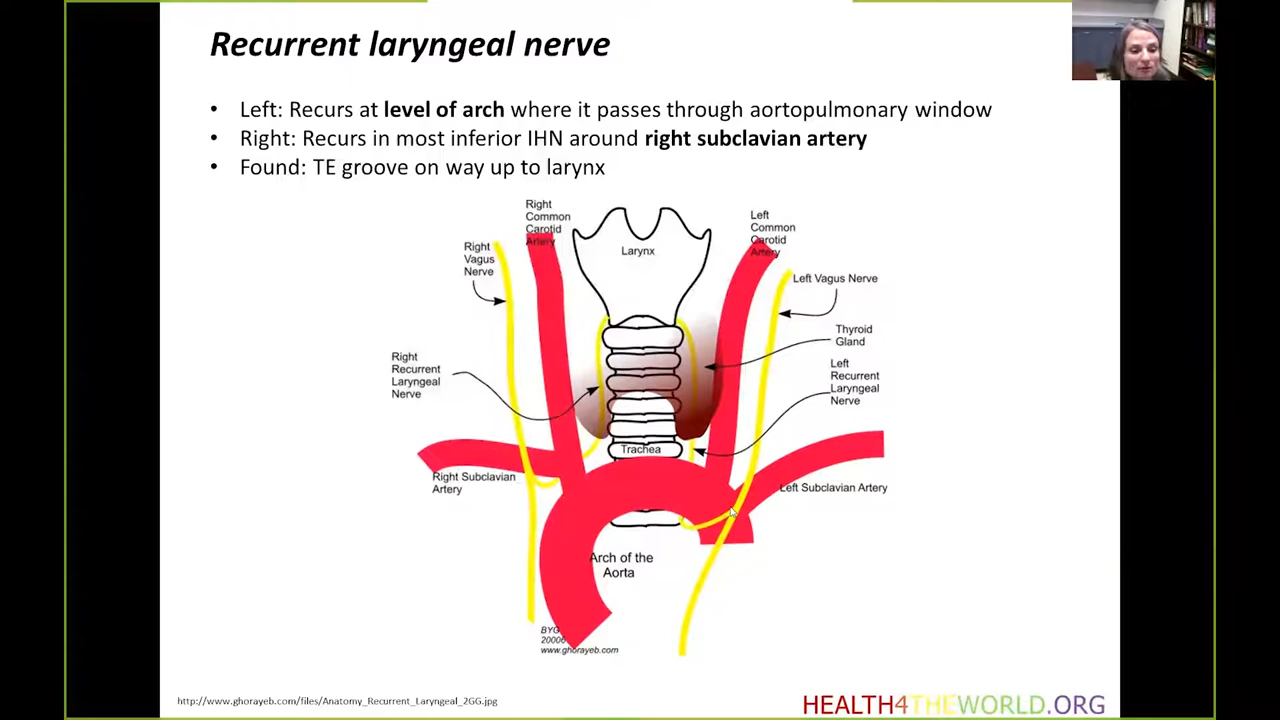 Recurrent laryngeal nerve
• Left: Recurs at level of arch where it passes through aortopulmonary window
• Right: Recurs in most inferior IHN around right subclavian artery
• Found: TE groove on way up to larynx
Right
Common
Carotid
Artery
Left
Common
Carotid
Artery
Larynx
Right
Vagus
Nerve
Left Vagus Nerve
Thyroid
Gland
Right
Recurrent
Laryngeal
Nerve
Left
Recurrent
Laryngeal
Nerve
Trachea
Right Subclavian
Artery
Left Subclavian Artery
Arch of the
Aorta
www.ghorayeb.com
http://www.ghorayeb.com/files/Anatomy_Recurrent_Laryngeal_2GG.jpg
HEALTH4THEWORLD.ORG